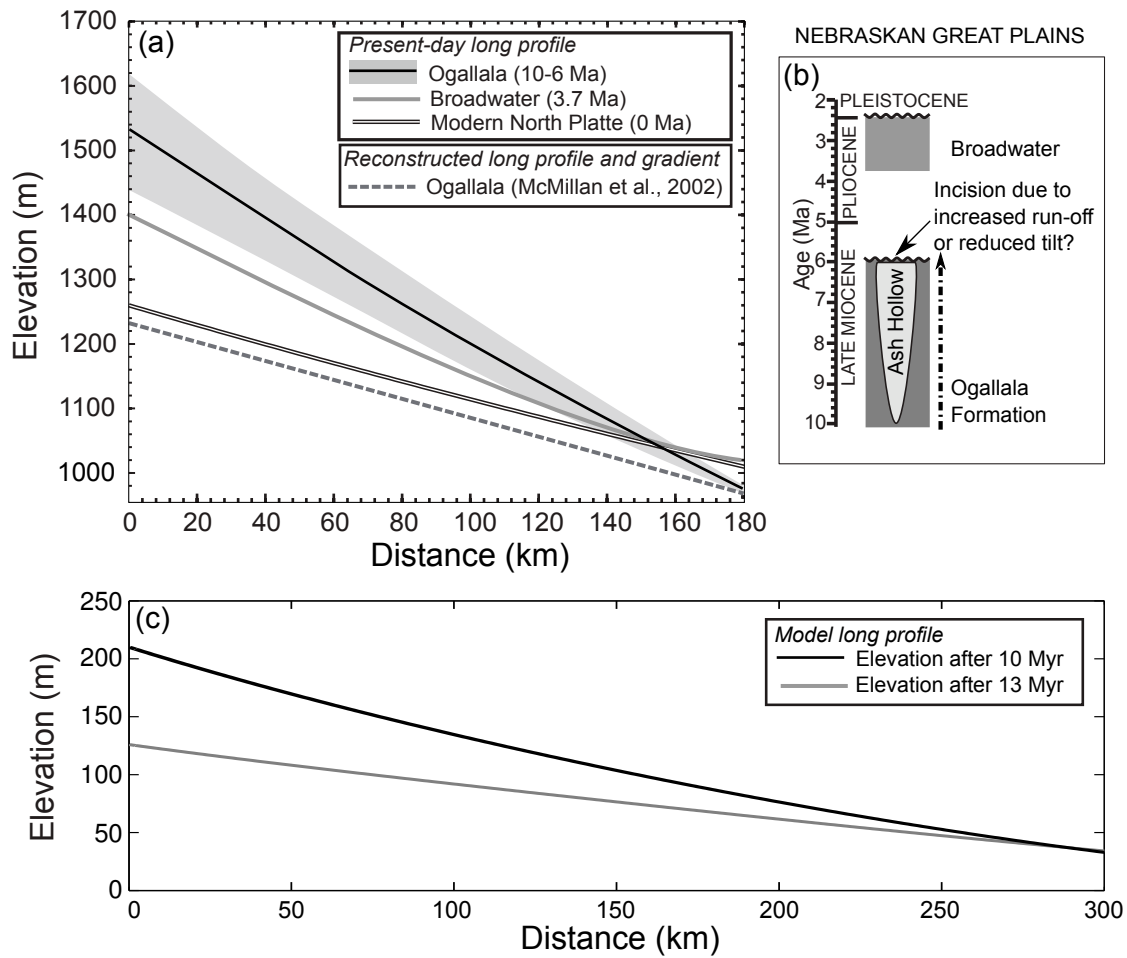 (a)
1700
1600
1500
1400
1300
1200
1100
1000
Elevation (m)
0 20 40 60 80 100 120 140 160 180
Distance (km)
Present-day long profile
Ogallala (10-6 Ma)
Broadwater (3.7 Ma)
Modern North Platte (0 Ma)
Reconstructed long profile and gradient
Ogallala (McMillan et al., 2002)
NEBRASKAN GREAT PLAINS
(b)
Age (Ma)
2
3
4
5
6
7
8
9
10
PLEISTOCENE
PLIOCENE
LATE MIOCENE
Broadwater
Incision due to
increased run-off
or reduced tilt?
Ash Hollow
Ogallala
Formation
(c)
250
200
150
100
50
0
Elevation (m)
0 50 100 150 200 250 300
Distance (km)
Model long profile
Elevation after 10 Myr
Elevation after 13 Myr